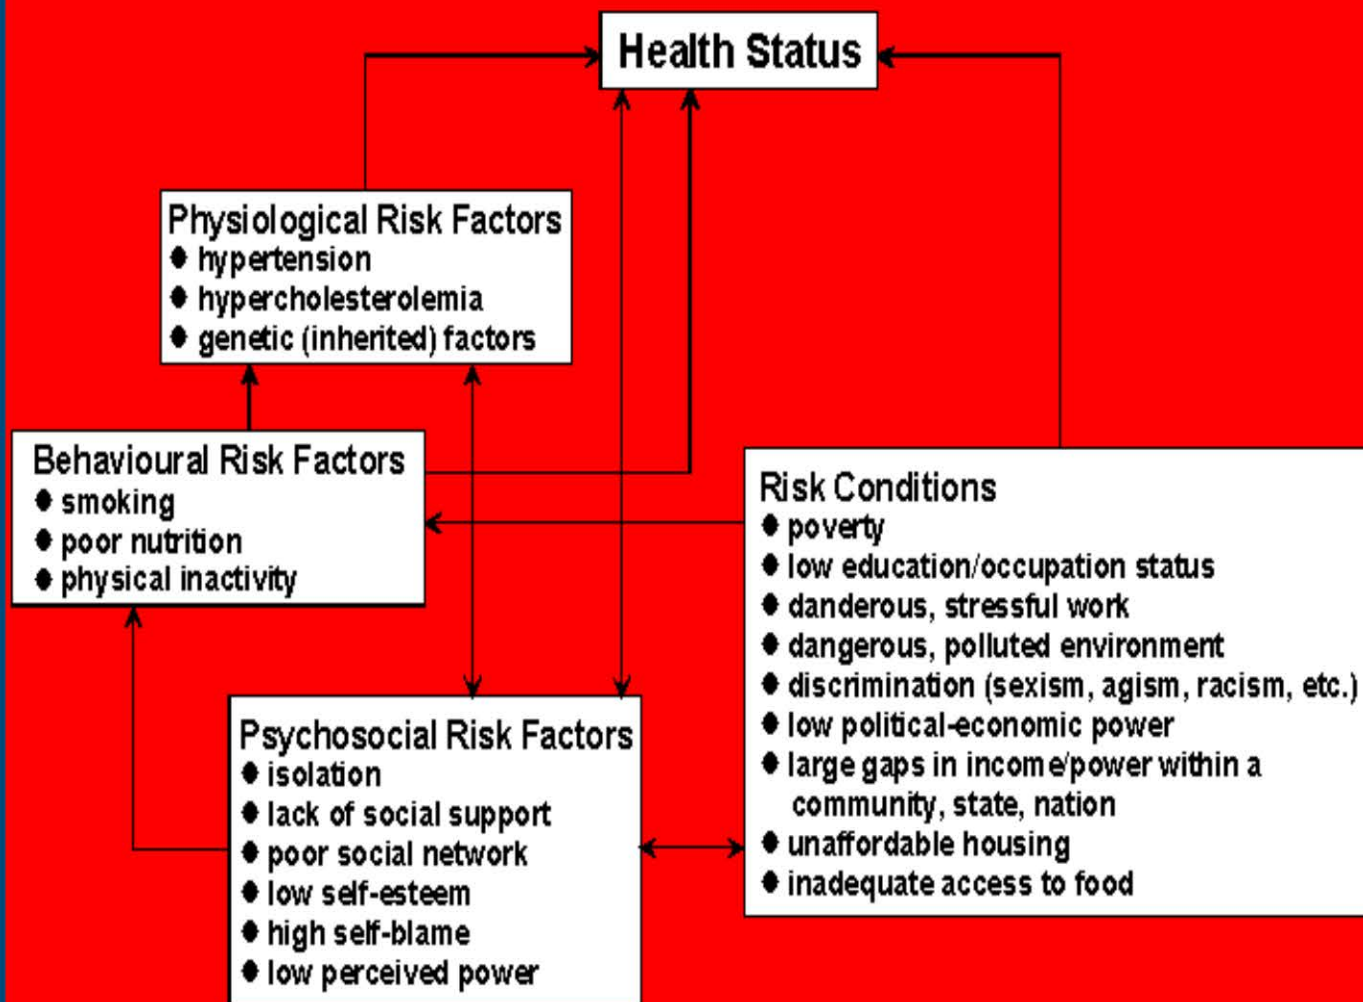 Health Status
Physiological Risk Factors
● hypertension
● hypercholesterolemia
● genetic (inherited) factors
Behavioural Risk Factors
● smoking
● poor nutrition
● physical inactivity
Risk Conditions
● poverty
● low education/occupation status
● danderous, stressful work
● dangerous, polluted environment
● discrimination (sexism, agism, racism, etc.)
● low political-economic power
● large gaps in income/power within a
community, state, nation
● unaffordable housing
● inadequate access to food
Psychosocial Risk Factors
● isolation
● lack of social support
● poor social network
● low self-esteem
● high self-blame
● low perceived power